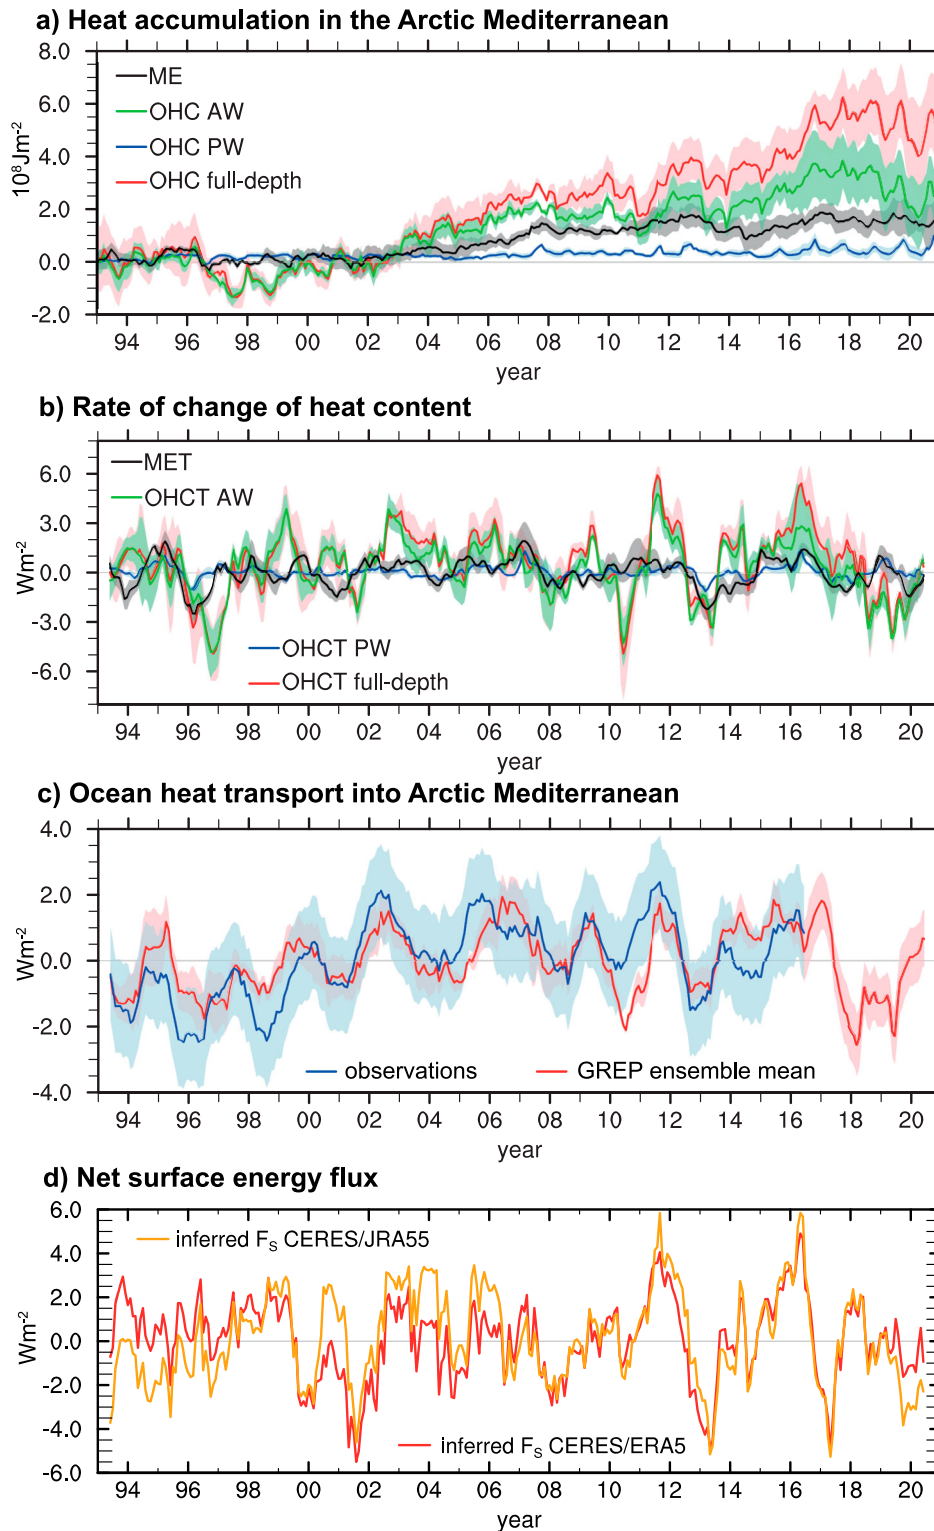 a) Heat accumulation in the Arctic Mediterranean
8.0
6.0
4.0
2.0
0.0
-2.0
10⁸Jm⁻²
ME
OHC AW
OHC PW
OHC full-depth
94 96 98 00 02 04 06 08 10 12 14 16 18 20
year
b) Rate of change of heat content
6.0
3.0
0.0
-3.0
-6.0
Wm⁻²
MET
OHCT AW
OHCT PW
OHCT full-depth
94 96 98 00 02 04 06 08 10 12 14 16 18 20
year
c) Ocean heat transport into Arctic Mediterranean
4.0
2.0
0.0
-2.0
-4.0
Wm⁻²
observations GREP ensemble mean
94 96 98 00 02 04 06 08 10 12 14 16 18 20
year
d) Net surface energy flux
6.0
4.0
2.0
0.0
-2.0
-4.0
-6.0
Wm⁻²
inferred F_S CERES/JRA55
inferred F_S CERES/ERA5
94 96 98 00 02 04 06 08 10 12 14 16 18 20
year